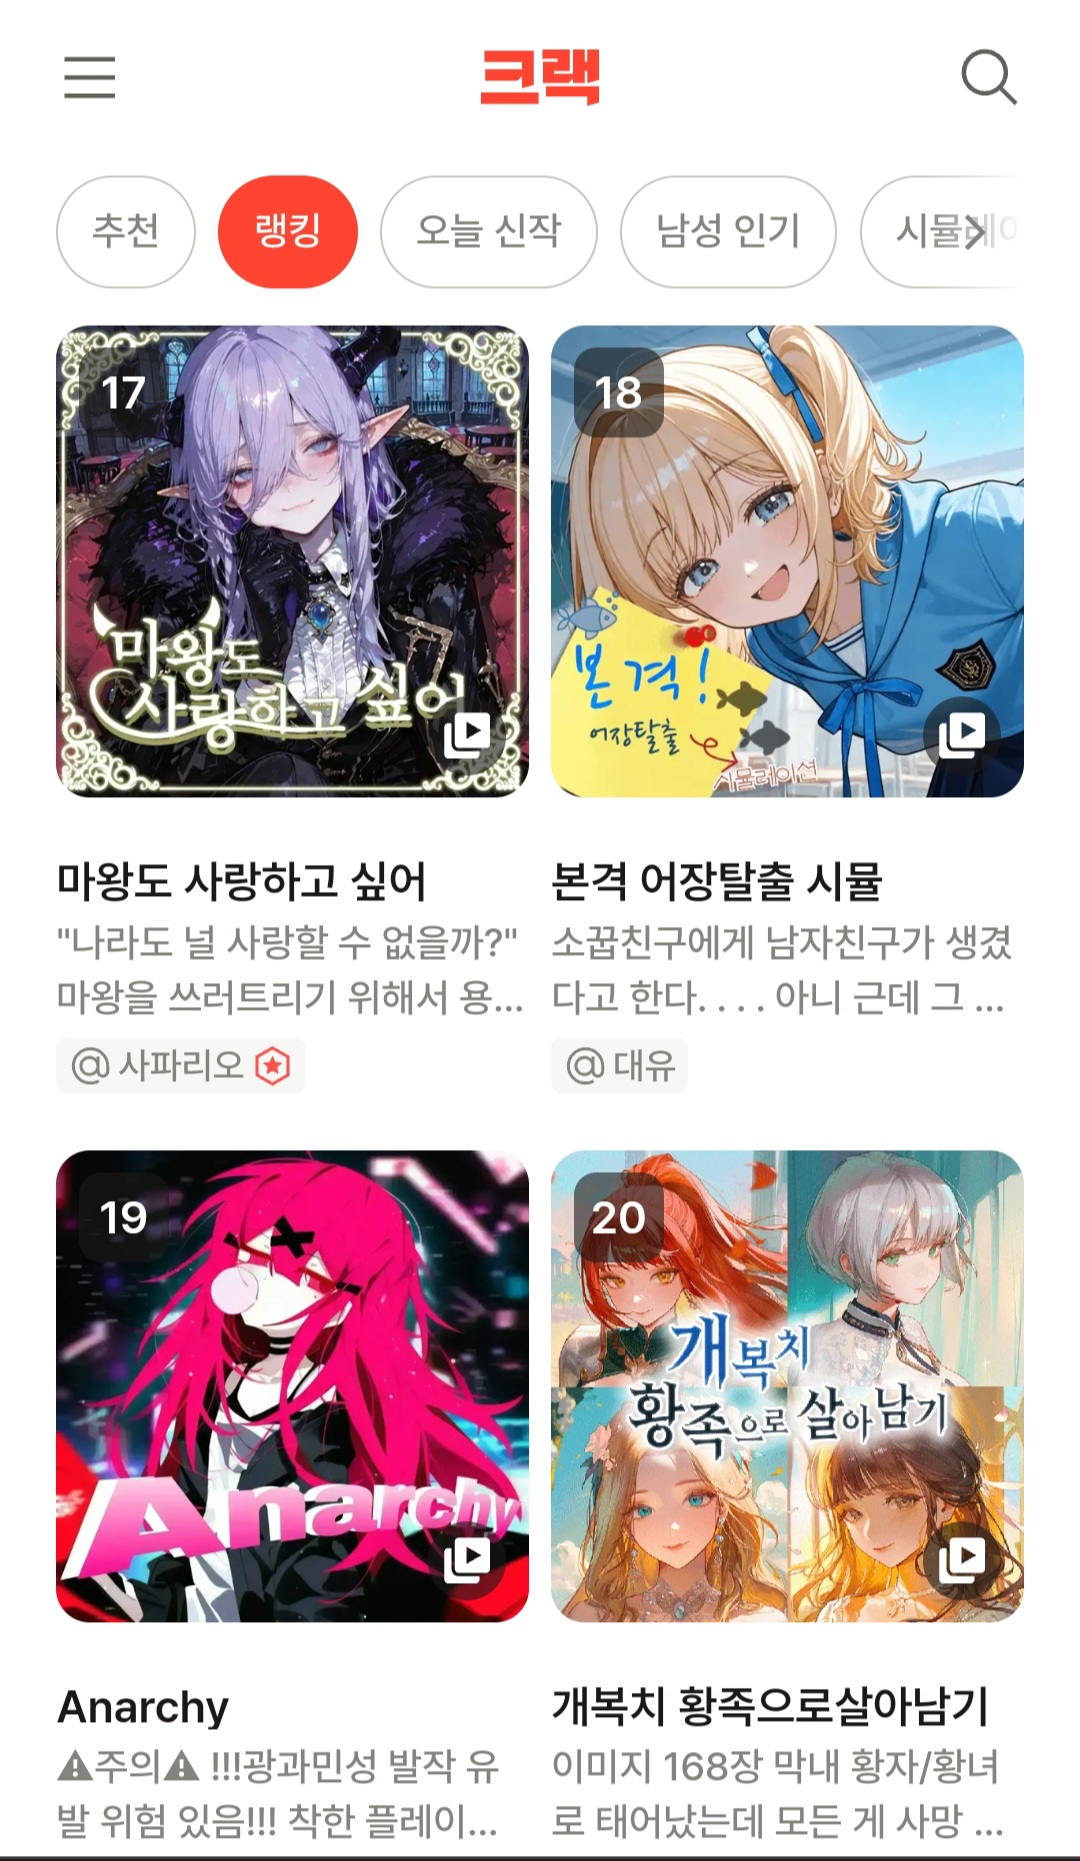 크랙
추천
랭킹
오늘 신작
남성 인기
시뮬레이
17
마왕도
사랑하고 싶어
18
본격!
어장탈출
시뮬레이션
마왕도 사랑하고 싶어
"나라도 널 사랑할 수 없을까?"
마왕을 쓰러트리기 위해서 용...
@사파리오
본격 어장탈출 시뮬
소꿉친구에게 남자친구가 생겼
다고 한다. . . . 아니 근데 그 ...
@대유
19
Anarchy
20
개복치
황족으로 살아남기
Anarchy
⚠주의⚠ !!!광과민성 발작 유
발 위험 있음!!! 착한 플레이...
개복치 황족으로살아남기
이미지 168장 막내 황자/황녀
로 태어났는데 모든 게 사망 ...